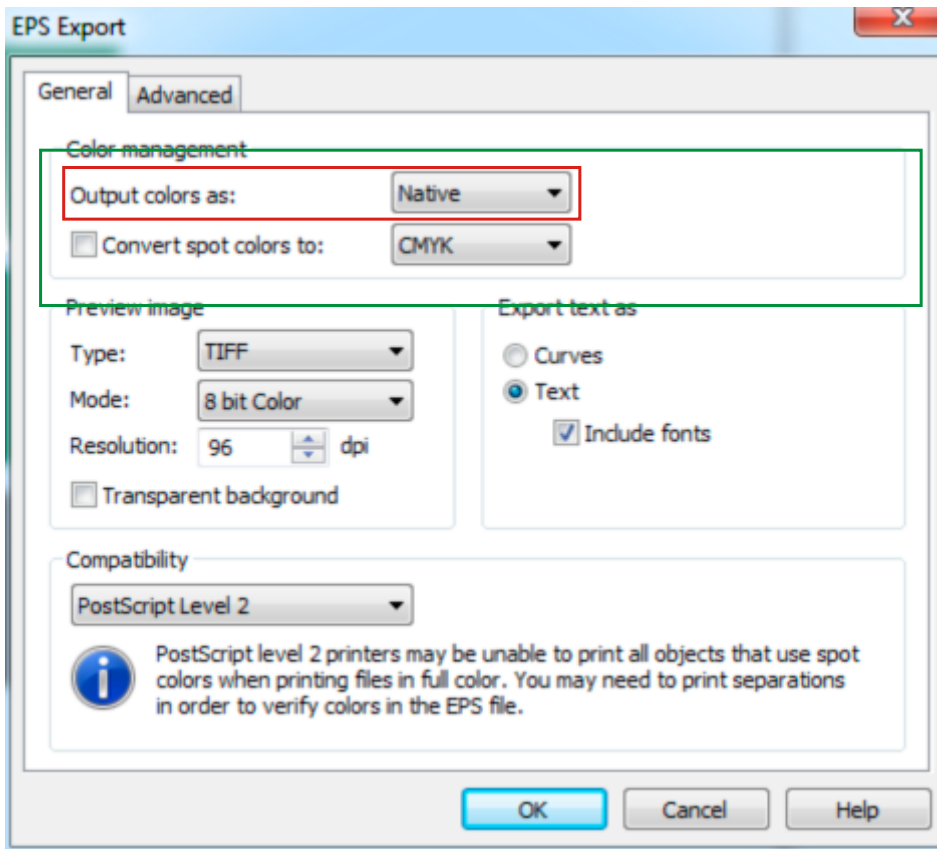 EPS Export
General
Advanced
Color management
Output colors as: Native
Convert spot colors to: CMYK
Preview image
Type: TIFF
Mode: 8 bit Color
Resolution: 96 dpi
Transparent background
Export text as
Curves
Text
Include fonts
Compatibility
PostScript Level 2
PostScript level 2 printers may be unable to print all objects that use spot
colors when printing files in full color. You may need to print separations
in order to verify colors in the EPS file.
OK
Cancel
Help